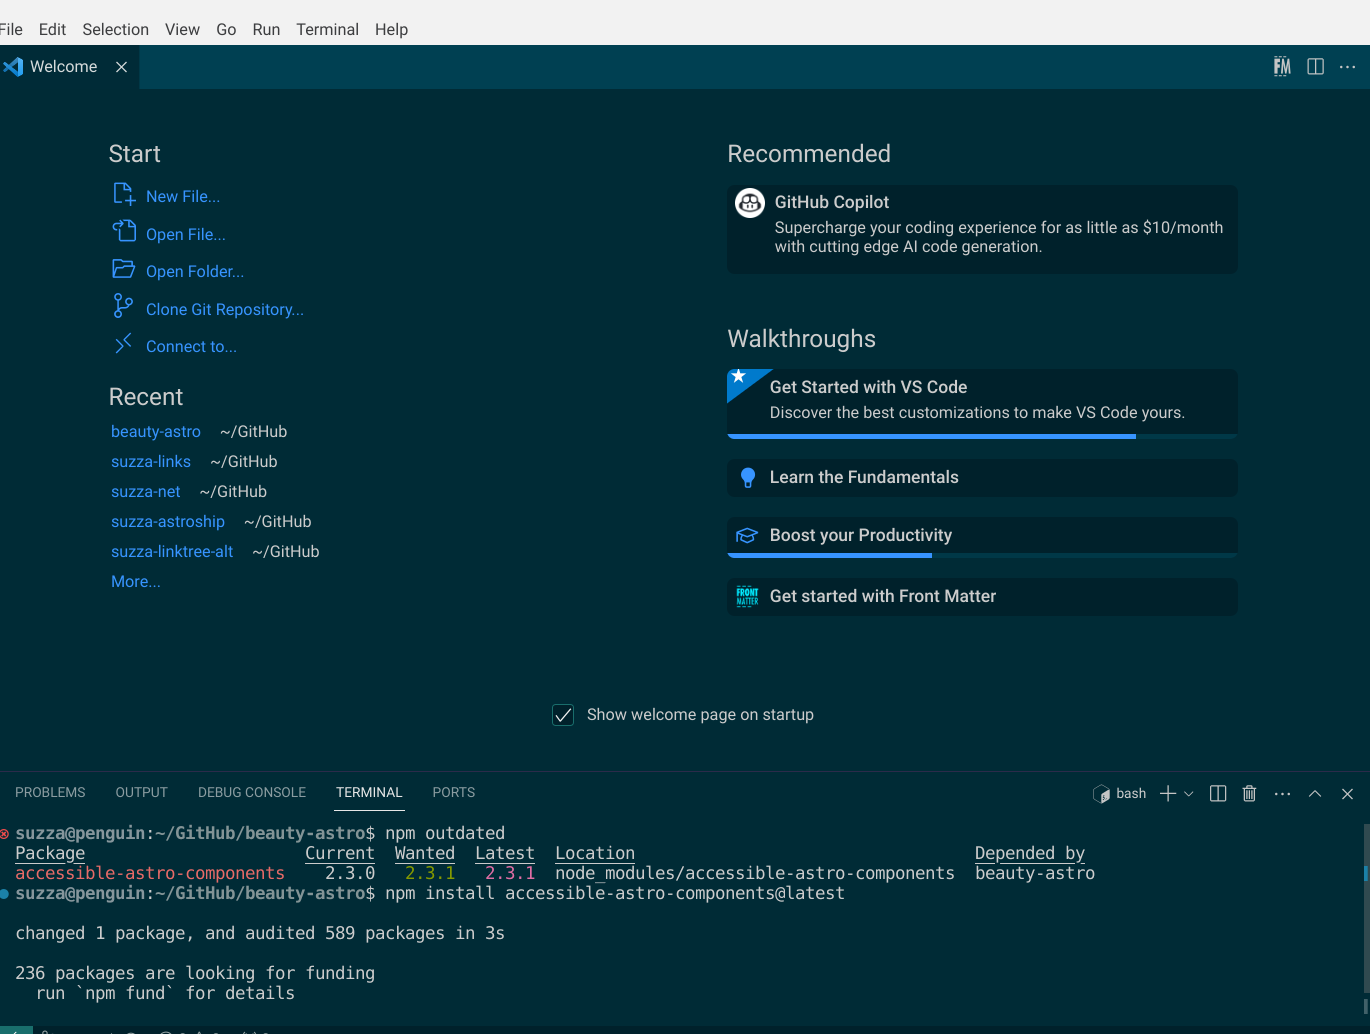 File Edit Selection View Go Run Terminal Help
Welcome
FM
Start
New File...
Open File...
Open Folder...
Clone Git Repository...
Connect to...
Recent
beauty-astro ~/GitHub
suzza-links ~/GitHub
suzza-net ~/GitHub
suzza-astroship ~/GitHub
suzza-linktree-alt ~/GitHub
More...
Recommended
GitHub Copilot
Supercharge your coding experience for as little as $10/month
with cutting edge AI code generation.
Walkthroughs
Get Started with VS Code
Discover the best customizations to make VS Code yours.
Learn the Fundamentals
Boost your Productivity
FRONT
MATTER
Get started with Front Matter
Show welcome page on startup
PROBLEMS OUTPUT DEBUG CONSOLE TERMINAL PORTS
bash
suzza@penguin:~/GitHub/beauty-astro$ npm outdated
Package Current Wanted Latest Location Depended by
accessible-astro-components 2.3.0 2.3.1 2.3.1 node_modules/accessible-astro-components beauty-astro
suzza@penguin:~/GitHub/beauty-astro$ npm install accessible-astro-components@latest
changed 1 package, and audited 589 packages in 3s
236 packages are looking for funding
run `npm fund` for details